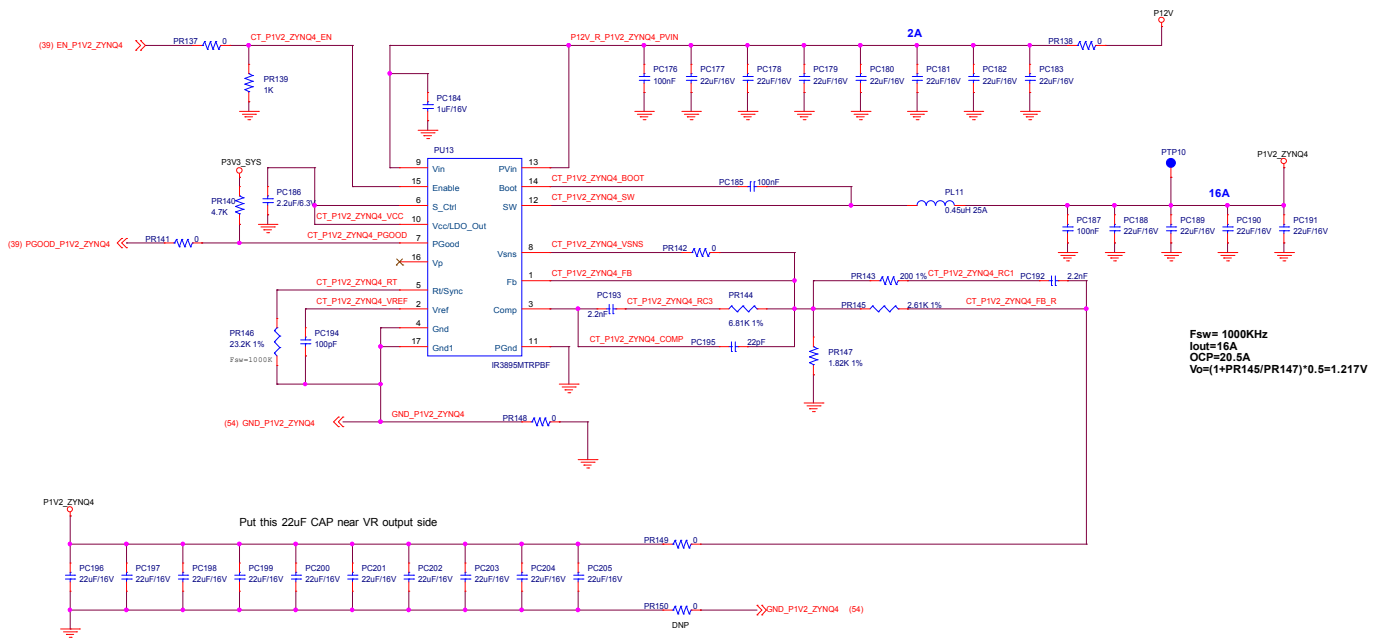 P12V
(39) EN_P1V2_ZYNQ4
PR137
0
CT_P1V2_ZYNQ4_EN
P12V_R_P1V2_ZYNQ4_PVIN
2A
PR138
0
PR139
1K
PC184
1uF/16V
PC176
100nF
PC177
22uF/16V
PC178
22uF/16V
PC179
22uF/16V
PC180
22uF/16V
PC181
22uF/16V
PC182
22uF/16V
PC183
22uF/16V
PU13
9
Vin
15
Enable
6
S_Ctrl
10
Vcc/LDO_Out
7
PGood
16
Vp
5
Rt/Sync
2
Vref
4
Gnd
17
Gnd1
PVin
13
Boot
14
SW
12
Vsns
8
Fb
1
Comp
3
PGnd
11
IR3895MTRPBF
P3V3_SYS
PC186
2.2uF/6.3V
PR140
4.7K
CT_P1V2_ZYNQ4_VCC
(39) PGOOD_P1V2_ZYNQ4
PR141
0
CT_P1V2_ZYNQ4_PGOOD
CT_P1V2_ZYNQ4_RT
CT_P1V2_ZYNQ4_VREF
PR146
23.2K 1%
Fsw=1000K
PC194
100pF
CT_P1V2_ZYNQ4_BOOT
PC185
100nF
CT_P1V2_ZYNQ4_SW
PL11
0.45uH 25A
PTP10
16A
P1V2_ZYNQ4
PC187
100nF
PC188
22uF/16V
PC189
22uF/16V
PC190
22uF/16V
PC191
22uF/16V
CT_P1V2_ZYNQ4_VSNS
PR142
0
CT_P1V2_ZYNQ4_FB
PC193
2.2nF
CT_P1V2_ZYNQ4_RC3
PR144
6.81K 1%
CT_P1V2_ZYNQ4_COMP
PC195
22pF
PR143
200 1%
CT_P1V2_ZYNQ4_RC1
PC192
2.2nF
PR145
2.61K 1%
CT_P1V2_ZYNQ4_FB_R
PR147
1.82K 1%
Fsw= 1000KHz
Iout=16A
OCP=20.5A
Vo=(1+PR145/PR147)*0.5=1.217V
(54) GND_P1V2_ZYNQ4
GND_P1V2_ZYNQ4
PR148
0
P1V2_ZYNQ4
Put this 22uF CAP near VR output side
PR149
0
PC196
22uF/16V
PC197
22uF/16V
PC198
22uF/16V
PC199
22uF/16V
PC200
22uF/16V
PC201
22uF/16V
PC202
22uF/16V
PC203
22uF/16V
PC204
22uF/16V
PC205
22uF/16V
PR150
0
DNP
GND_P1V2_ZYNQ4 (54)